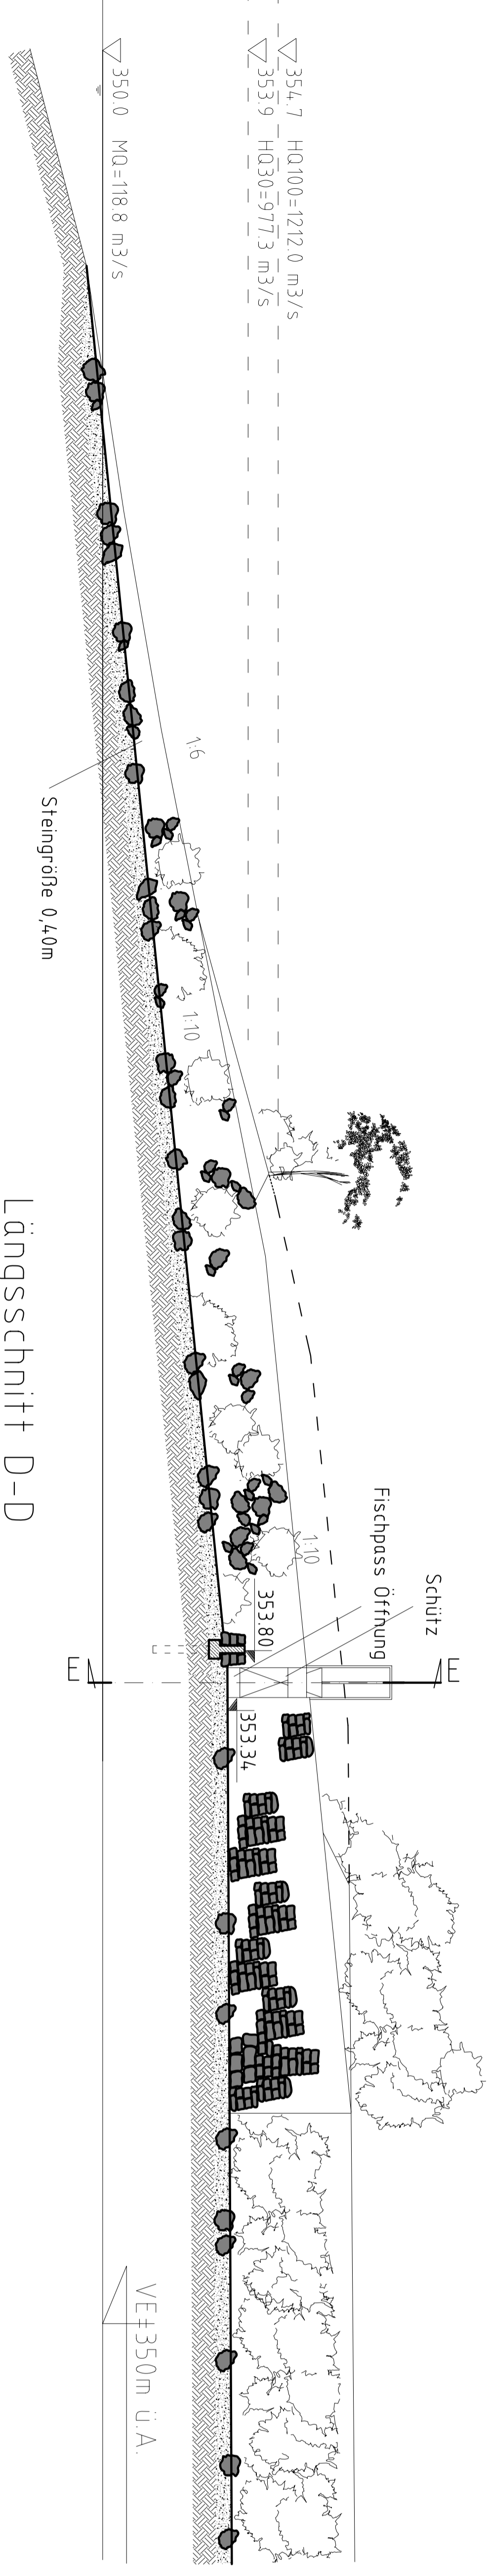 354.7 HQ100=1212.0 m3/s
353.9 HQ30=977.3 m3/s
350.0 MQ=118.8 m3/s
1:6
Steingröße 0,40m
1:10
1:10
Fischpass Öffnung
Schütz
353.80
353.34
E
E
VE=350m ü.A.
Längsschnitt D-D